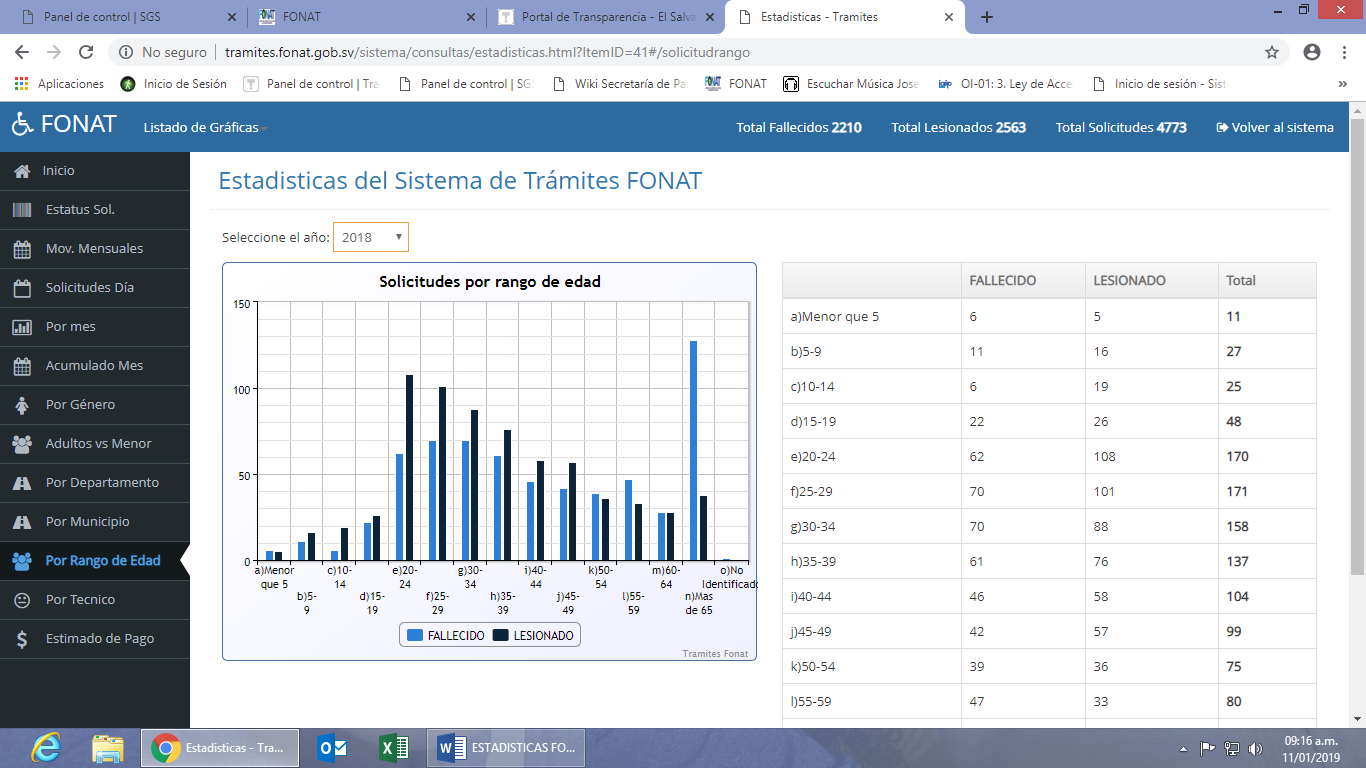 Panel de control | SGS
FONAT
Portal de Transparencia - El Salva
Estadisticas - Tramites
No seguro | tramites.fonat.gob.sv/sistema/consultas/estadisticas.html?ItemID=41#/solicitudrango
Aplicaciones
Inicio de Sesión
Panel de control | Tra
Panel de control | SG
Wiki Secretaría de Pa
FONAT
Escuchar Música Jose
OI-01: 3. Ley de Acce
Inicio de sesión - Sist
FONAT
Listado de Gráficas
Total Fallecidos 2210
Total Lesionados 2563
Total Solicitudes 4773
Volver al sistema
Inicio
Estatus Sol.
Mov. Mensuales
Solicitudes Día
Por mes
Acumulado Mes
Por Género
Adultos vs Menor
Por Departamento
Por Municipio
Por Rango de Edad
Por Tecnico
Estimado de Pago
Estadisticas del Sistema de Trámites FONAT
Seleccione el año: 2018
Solicitudes por rango de edad
150
100
50
0
a)Menor que 5
b)5-9
c)10-14
d)15-19
e)20-24
f)25-29
g)30-34
h)35-39
i)40-44
j)45-49
k)50-54
l)55-59
m)60-64
n)Mas de 65
o)No Identificado
FALLECIDO LESIONADO
Tramites Fonat
FALLECIDO LESIONADO Total
a)Menor que 5 6 5 11
b)5-9 11 16 27
c)10-14 6 19 25
d)15-19 22 26 48
e)20-24 62 108 170
f)25-29 70 101 171
g)30-34 70 88 158
h)35-39 61 76 137
i)40-44 46 58 104
j)45-49 42 57 99
k)50-54 39 36 75
l)55-59 47 33 80
Estadisticas - Tra...
ESTADISTICAS FO...
09:16 a.m.
11/01/2019